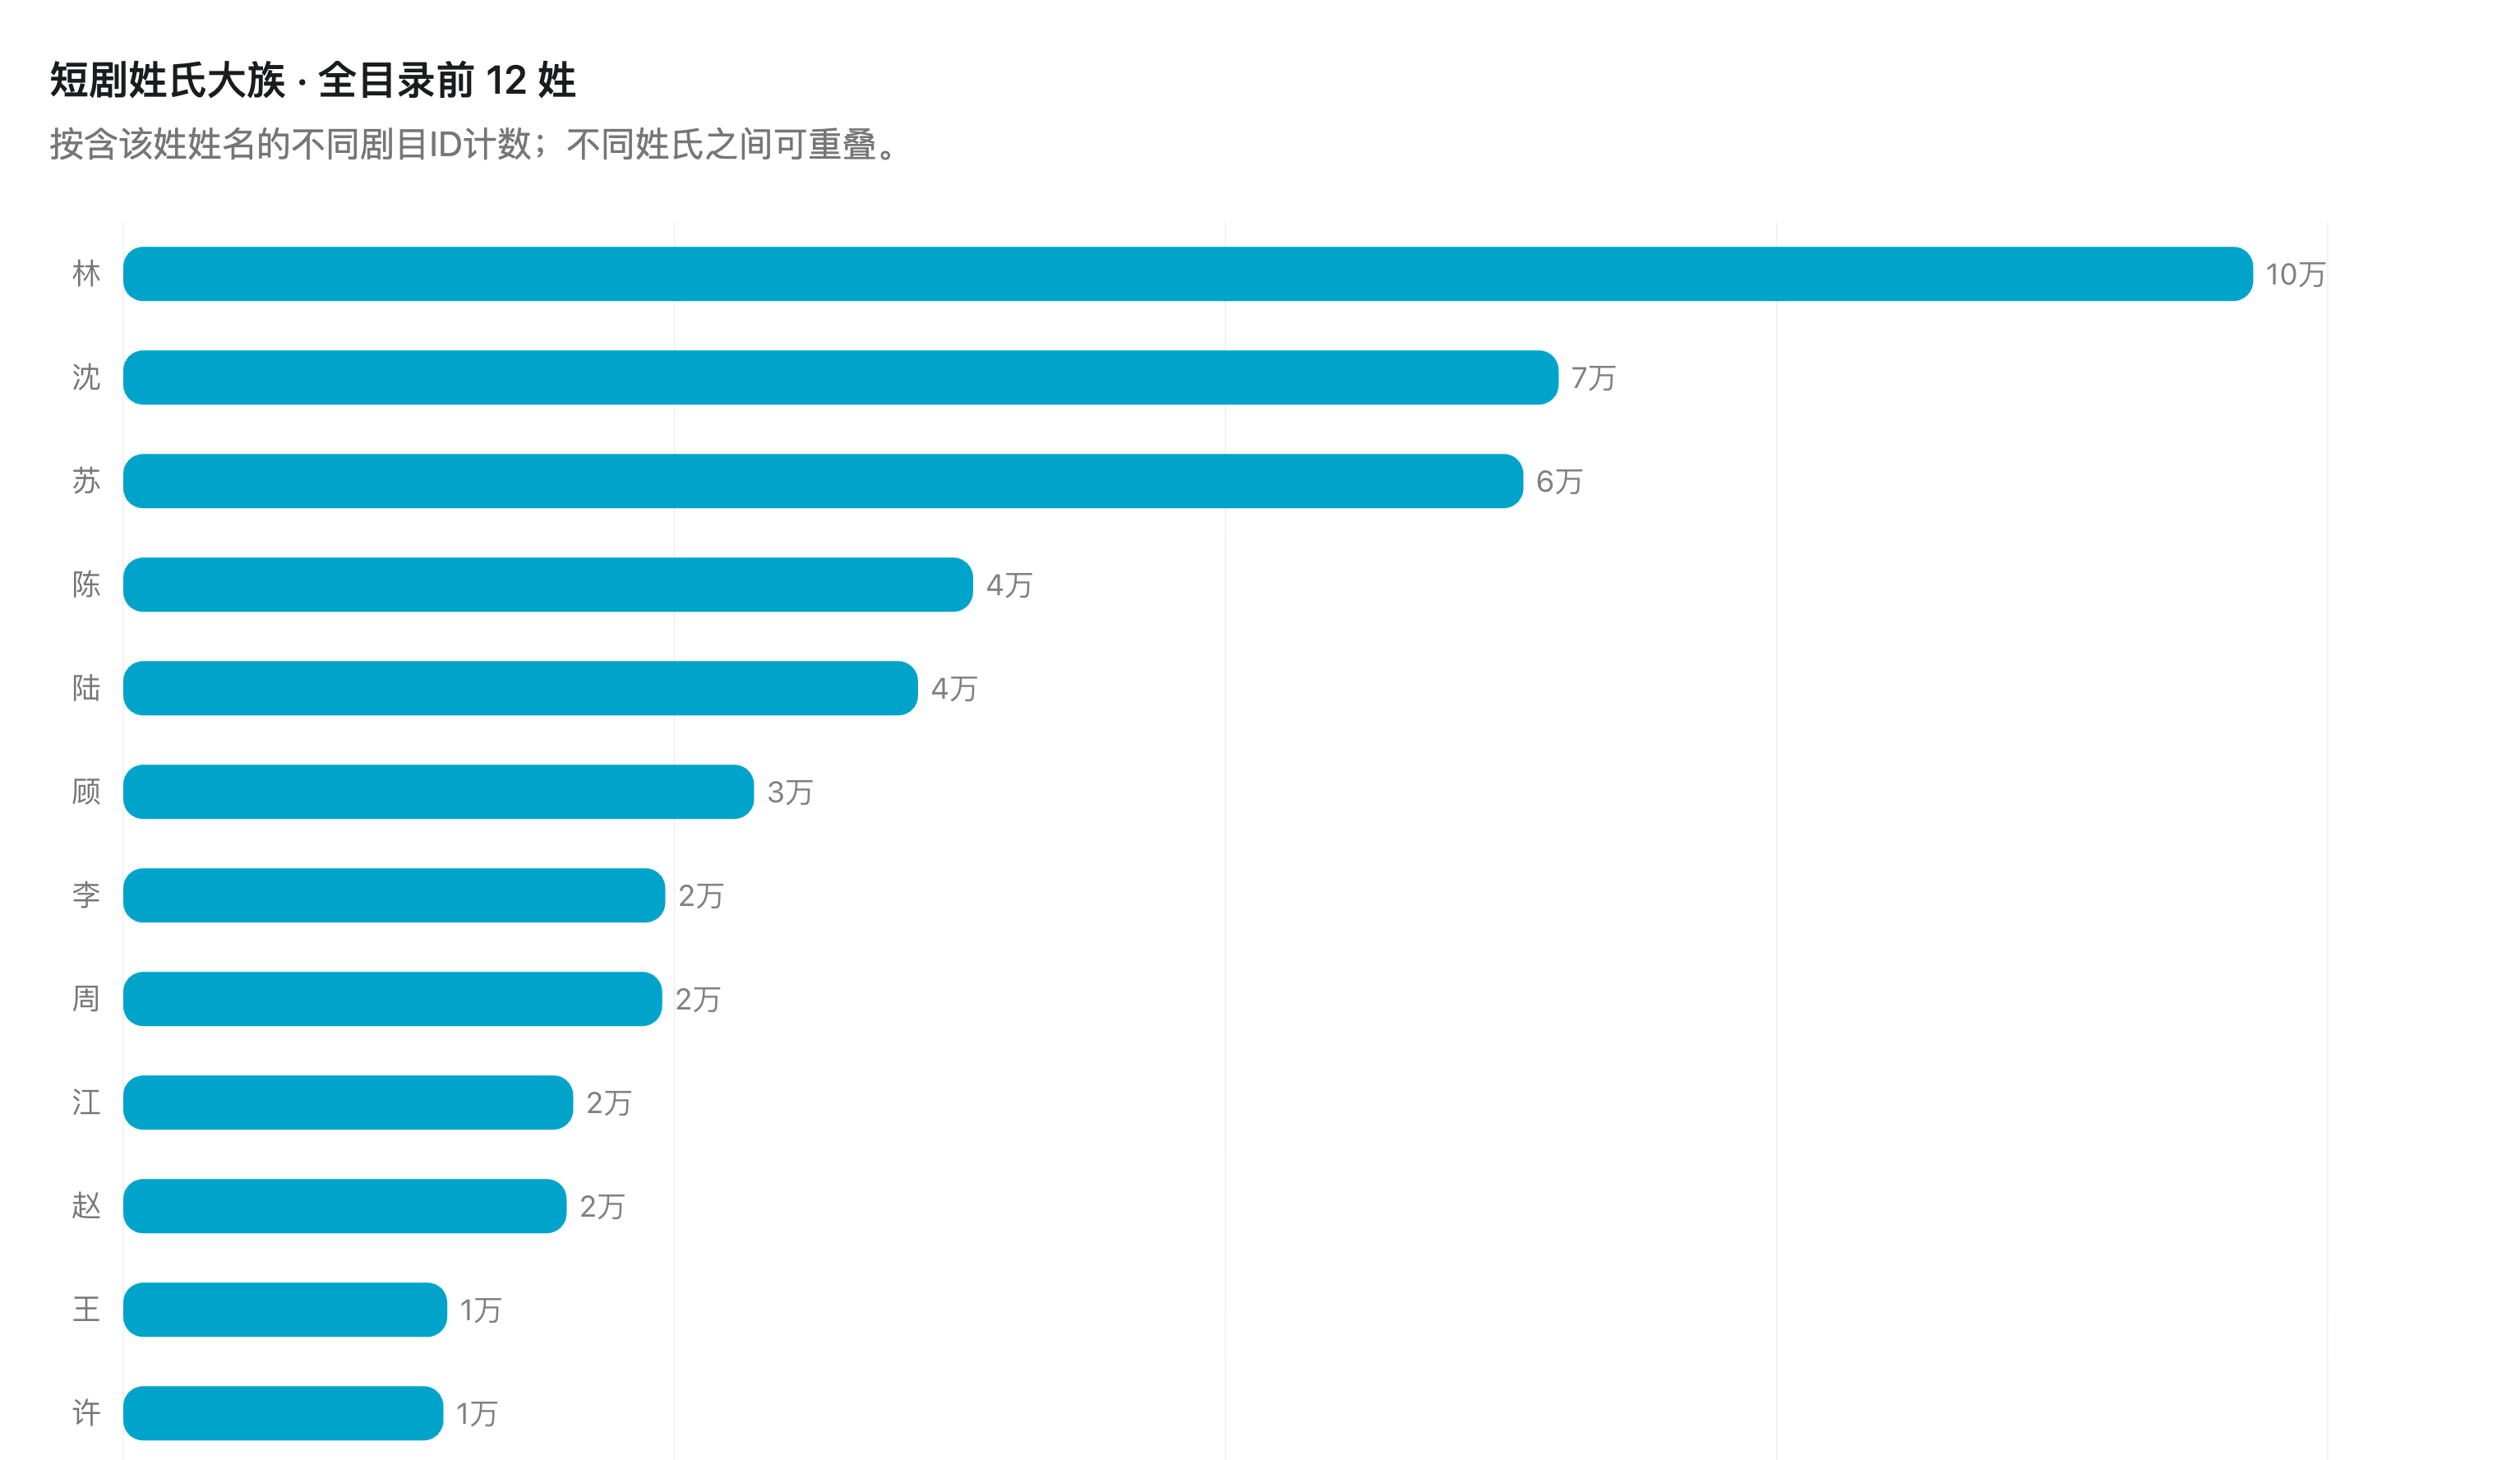 短剧姓氏大族 · 全目录前 12 姓
按含该姓姓名的不同剧目ID计数；不同姓氏之间可重叠。
林 10万
沈 7万
苏 6万
陈 4万
陆 4万
顾 3万
李 2万
周 2万
江 2万
赵 2万
王 1万
许 1万